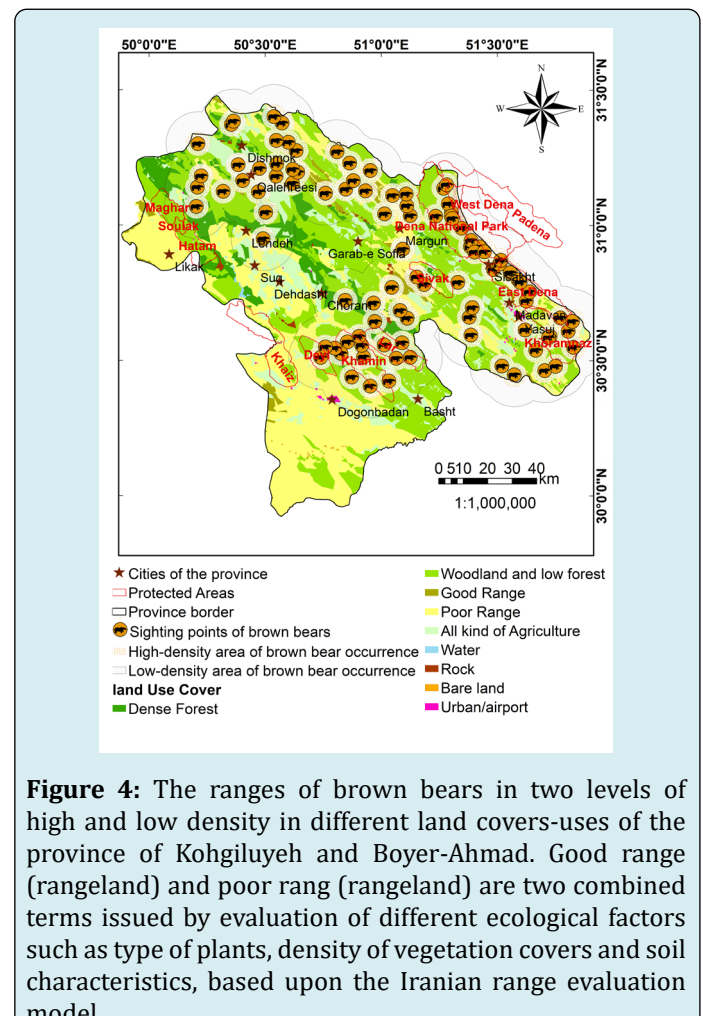 50°0'0"E 50°30'0"E 51°0'0"E 51°30'0"E
31°30'0"N
N
W E
S
Dishmok
Qalehreesi
Maghar
West Dena
Padena
Soulak
Dena National Park
31°0'0"N
Hatam
Lendeh
Margun
Garab-e Sofla
Likak
Suq
Sivak
Sisakht
Dehdasht
East Dena
Choram
Madavan
Yasuj
Khoramnaz
Deil
Khamin
Khaiz
30°30'0"N
Dogonbadan
Basht
0 510 20 30 40
km
1:1,000,000
30°0'0"N
Cities of the province
Protected Areas
Province border
Sighting points of brown bears
High-density area of brown bear occurrence
Low-density area of brown bear occurrence
land Use Cover
Dense Forest
Woodland and low forest
Good Range
Poor Range
All kind of Agriculture
Water
Rock
Bare land
Urban/airport
Figure 4: The ranges of brown bears in two levels of
high and low density in different land covers-uses of the
province of Kohgiluyeh and Boyer-Ahmad. Good range
(rangeland) and poor rang (rangeland) are two combined
terms issued by evaluation of different ecological factors
such as type of plants, density of vegetation covers and soil
characteristics, based upon the Iranian range evaluation
model